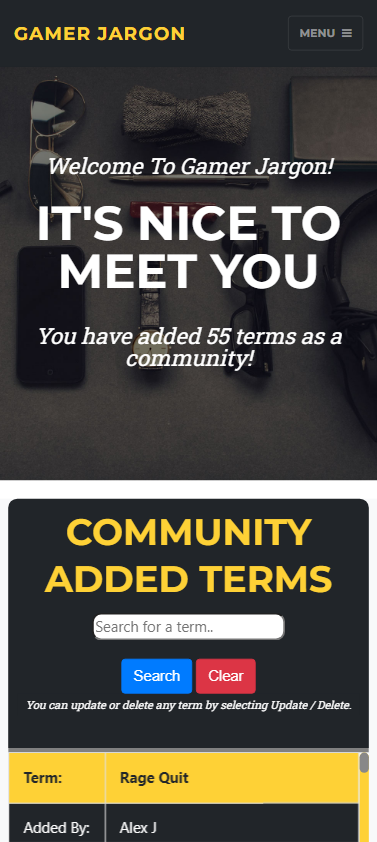 GAMER JARGON
MENU
Welcome To Gamer Jargon!
IT'S NICE TO
MEET YOU
You have added 55 terms as a
community!
COMMUNITY
ADDED TERMS
Search for a term..
Search Clear
You can update or delete any term by selecting Update / Delete.
Term: Rage Quit
Added By: Alex J